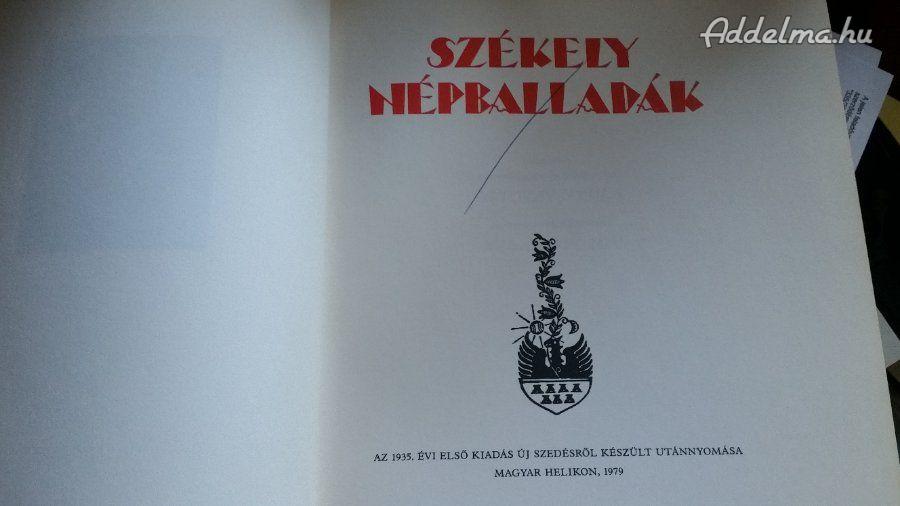 Addelma.hu
SZÉKELY
NÉPBALLADÁK
AZ 1935. ÉVI ELSŐ KIADÁS ÚJ SZEDÉSRŐL KÉSZÜLT UTÁNNYOMÁSA
MAGYAR HELIKON, 1979